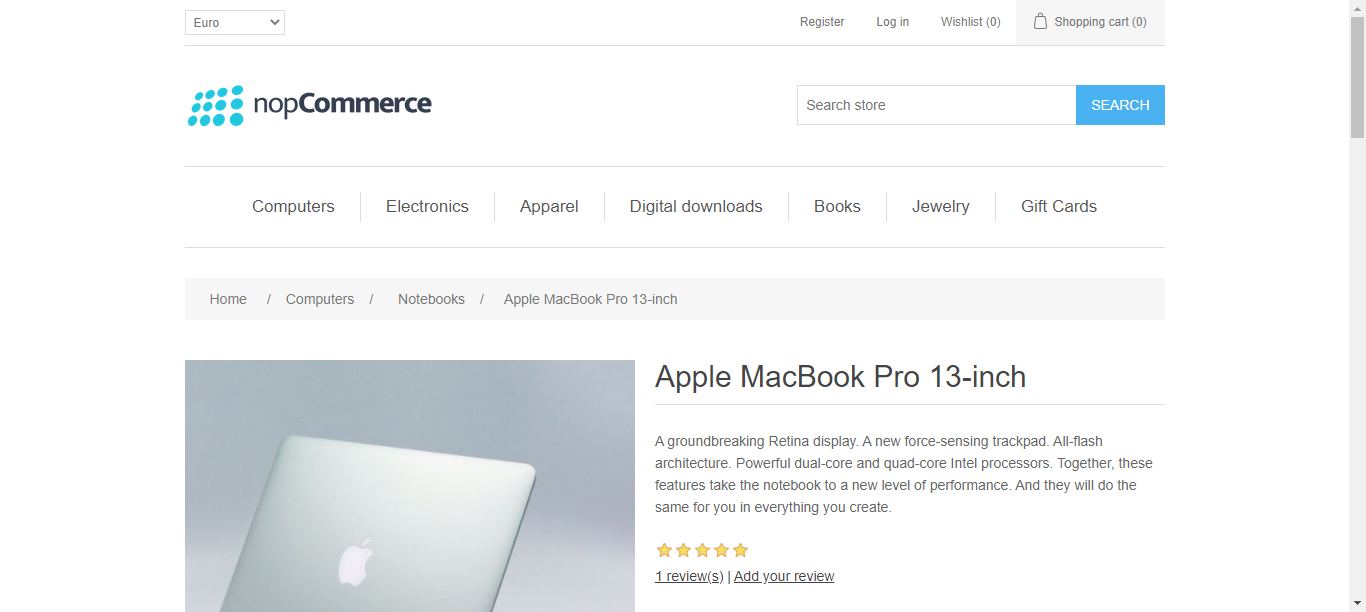 Euro
Register
Log in
Wishlist (0)
Shopping cart (0)
nopCommerce
Search store
SEARCH
Computers
Electronics
Apparel
Digital downloads
Books
Jewelry
Gift Cards
Home / Computers / Notebooks / Apple MacBook Pro 13-inch
Apple MacBook Pro 13-inch
A groundbreaking Retina display. A new force-sensing trackpad. All-flash
architecture. Powerful dual-core and quad-core Intel processors. Together, these
features take the notebook to a new level of performance. And they will do the
same for you in everything you create.
1 review(s) | Add your review